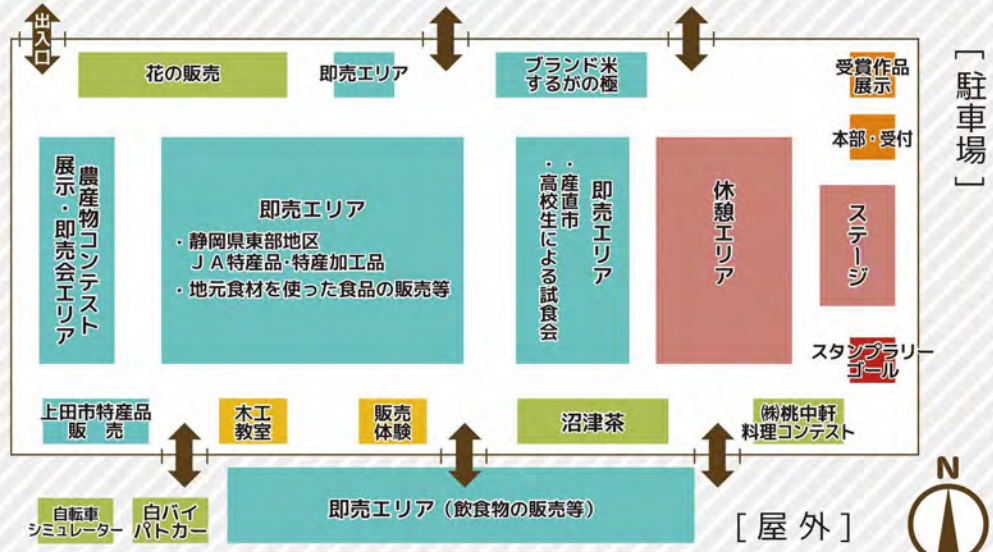 出入口
花の販売
即売エリア
ブランド米
するがの極
受賞作品
展示
本部・受付
［駐車場］
農産物コンテスト
展示・即売会エリア
即売エリア
・静岡県東部地区
ＪＡ特産品・特産加工品
・地元食材を使った食品の販売等
即売エリア
・産直市
・高校生による試食会
休憩エリア
ステージ
スタンプラリー
ゴール
上田市特産品
販売
木工
教室
販売
体験
沼津茶
㈱桃中軒
料理コンテスト
自転車
シミュレーター
白バイ
パトカー
即売エリア（飲食物の販売等）
［屋外］
N